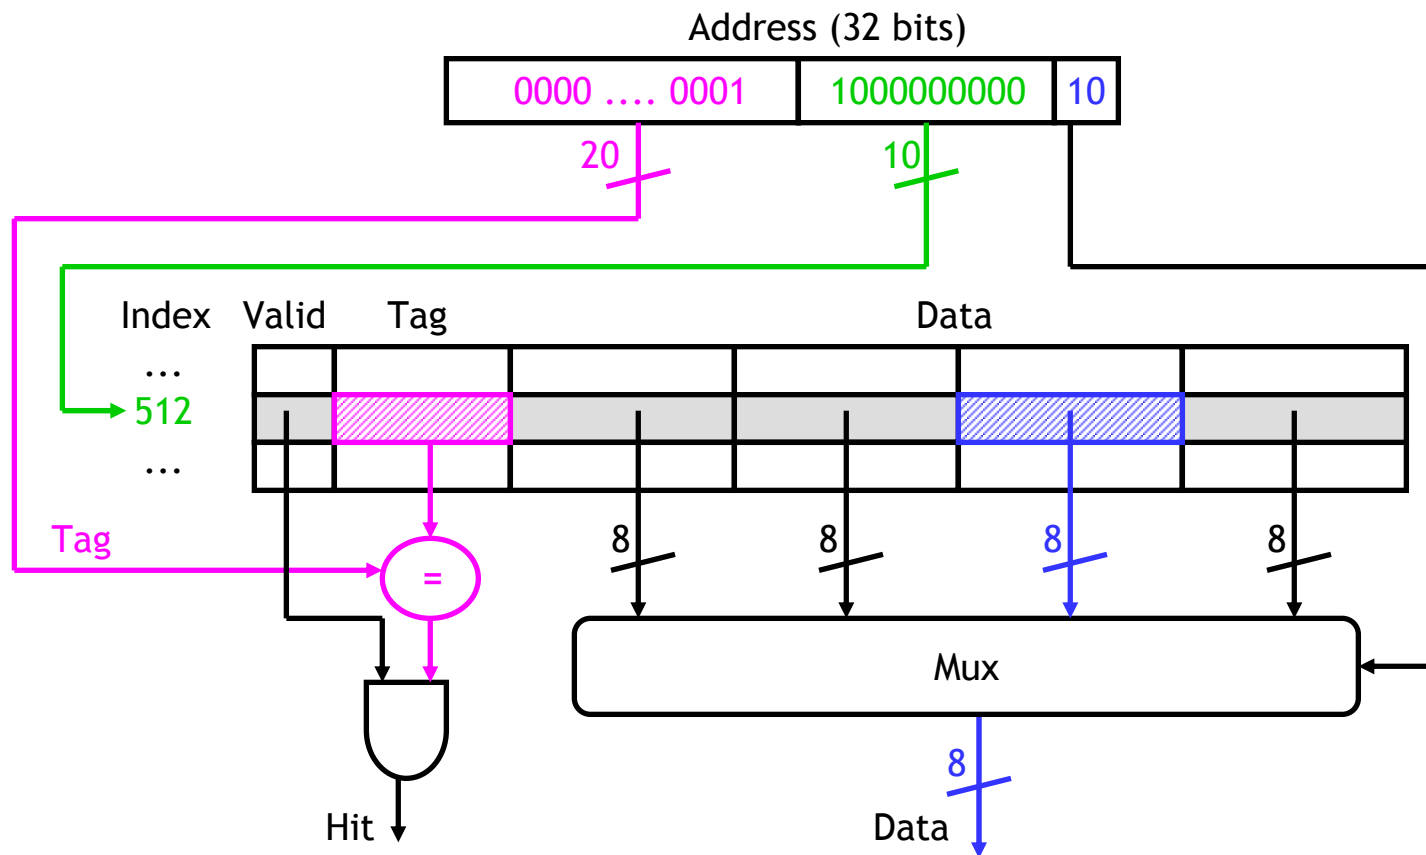 Address (32 bits)
0000 .... 0001 1000000000 10
20 10
Index Valid Tag Data
...
512
...
Tag 8 8 8 8
=
Mux
8
Hit Data